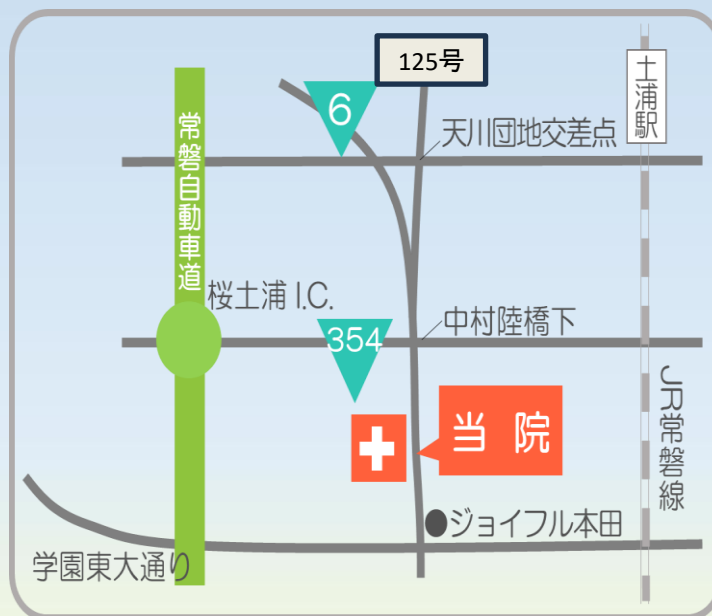 125号
土浦駅
6
天川団地交差点
常磐自動車道
桜土浦 I.C.
354
中村陸橋下
当 院
JR常磐線
ジョイフル本田
学園東大通り